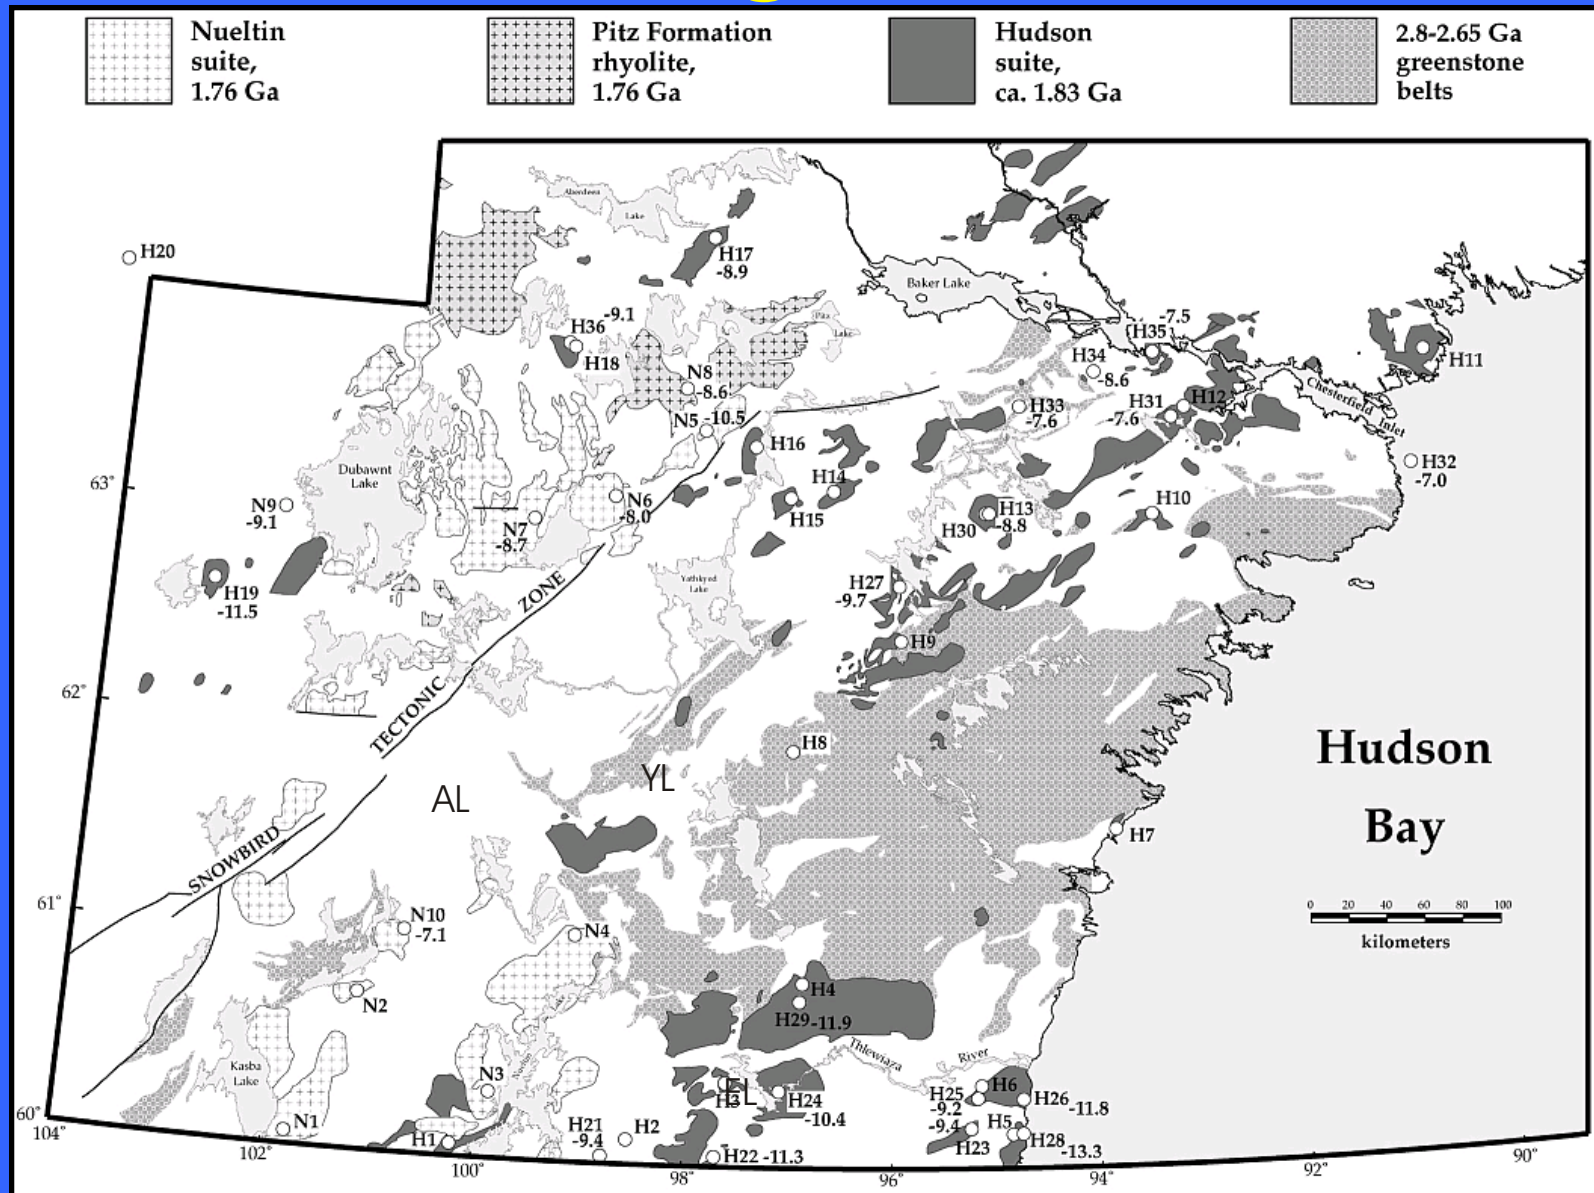 Nueltin
suite,
1.76 Ga
Pitz Formation
rhyolite,
1.76 Ga
Hudson
suite,
ca. 1.83 Ga
2.8-2.65 Ga
greenstone
belts
Aberdeen
Lake
H20
H17
-8.9
Baker Lake
-9.1
H36
H18
Pitz
Lake
-7.5
H35
H34
-8.6
H11
N8
-8.6
N5 -10.5
H33
-7.6
H31
-7.6
H12
Chesterfield
Inlet
H16
H32
-7.0
Dubawnt
Lake
63°
N9
-9.1
N6
-8.0
N7
-8.7
H14
H15
H13
-8.8
H30
H10
H19
-11.5
ZONE
Yathkyed
Lake
H27
-9.7
H9
62°
TECTONIC
H8
Hudson
Bay
AL
YL
H7
SNOWBIRD
61°
0 20 40 60 80 100
kilometers
N10
-7.1
N4
N2
H4
H29 -11.9
Thlewiaza
River
Kasba
Lake
Nueltin
N3
H3
EL
H24
-10.4
H25
-9.2
H6
H26
-11.8
60°
104°
N1
H1
H21
-9.4
H2
H22 -11.3
-9.4
H23
H5
H28
-13.3
102°
100°
98°
96°
94°
92°
90°